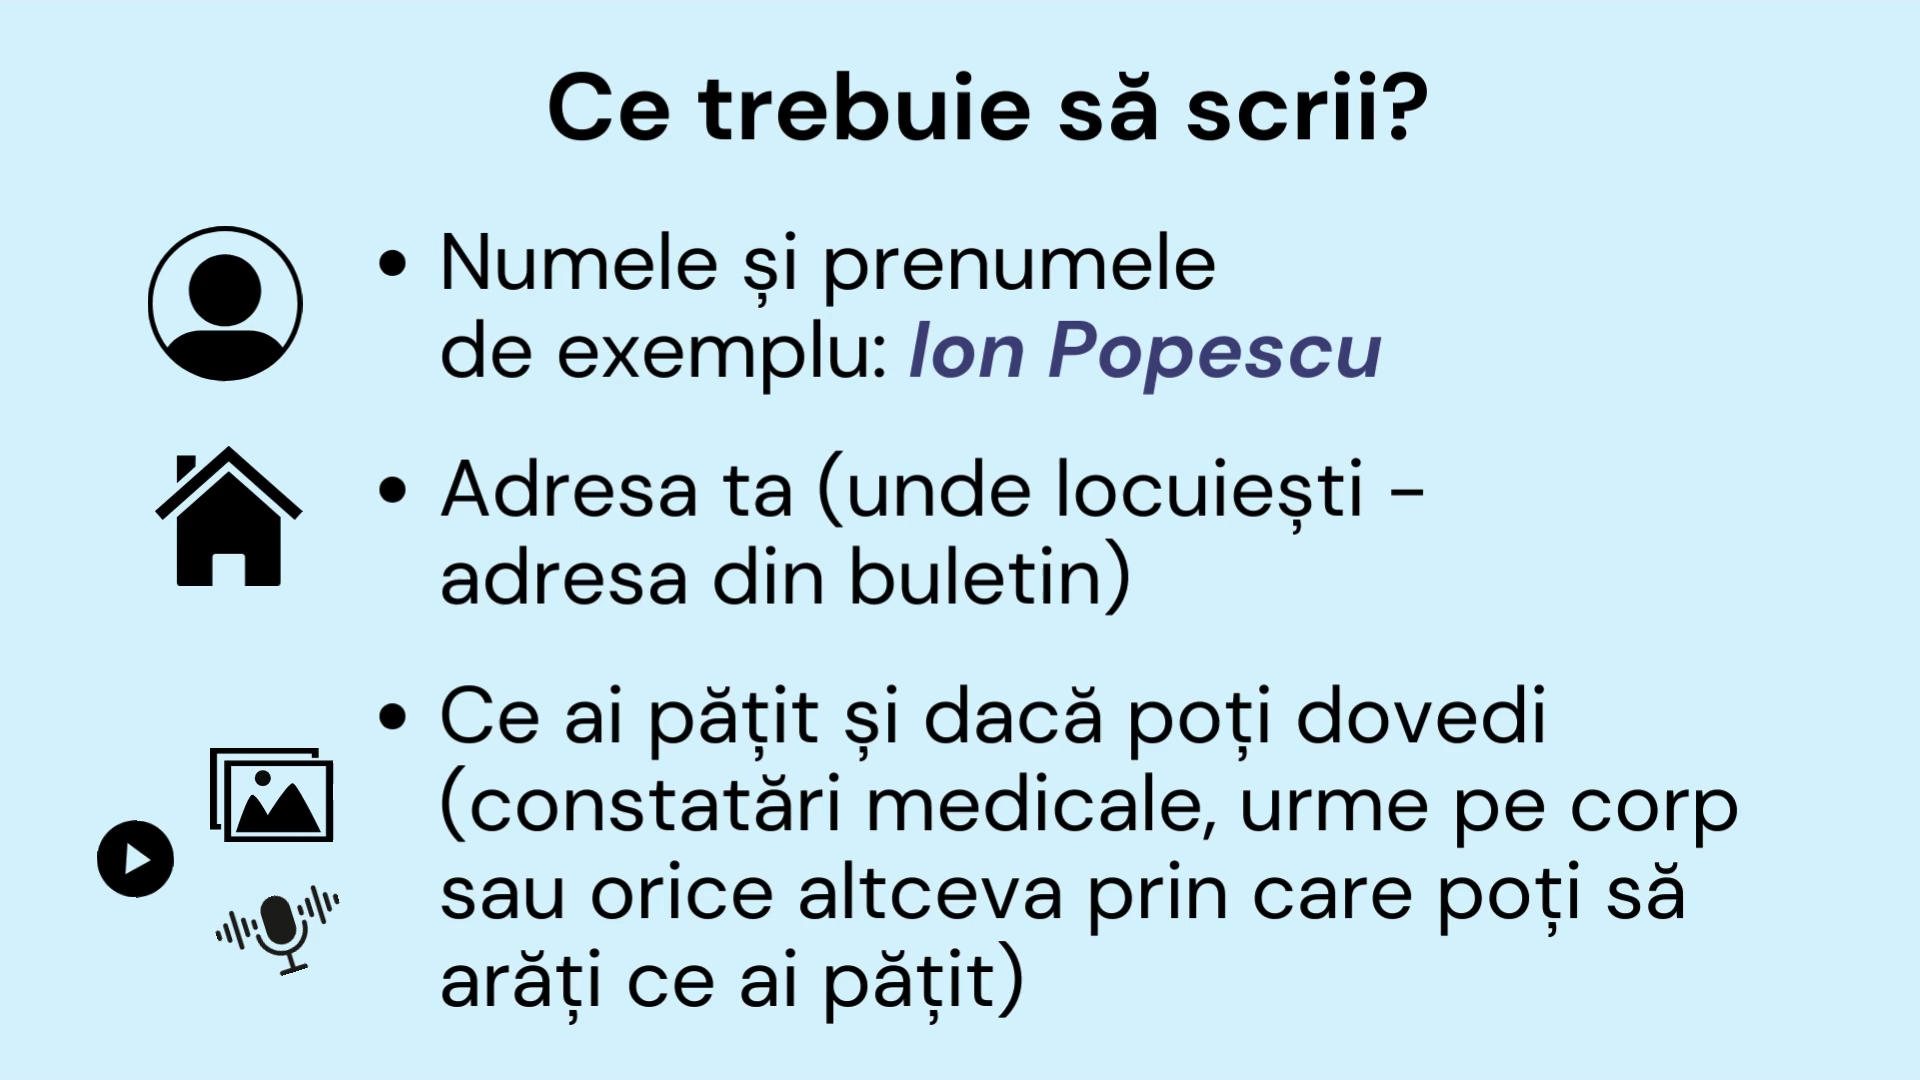 Ce trebuie să scrii?
• Numele și prenumele
de exemplu: Ion Popescu
• Adresa ta (unde locuiești -
adresa din buletin)
• Ce ai pățit și dacă poți dovedi
(constatări medicale, urme pe corp
sau orice altceva prin care poți să
arăți ce ai pățit)